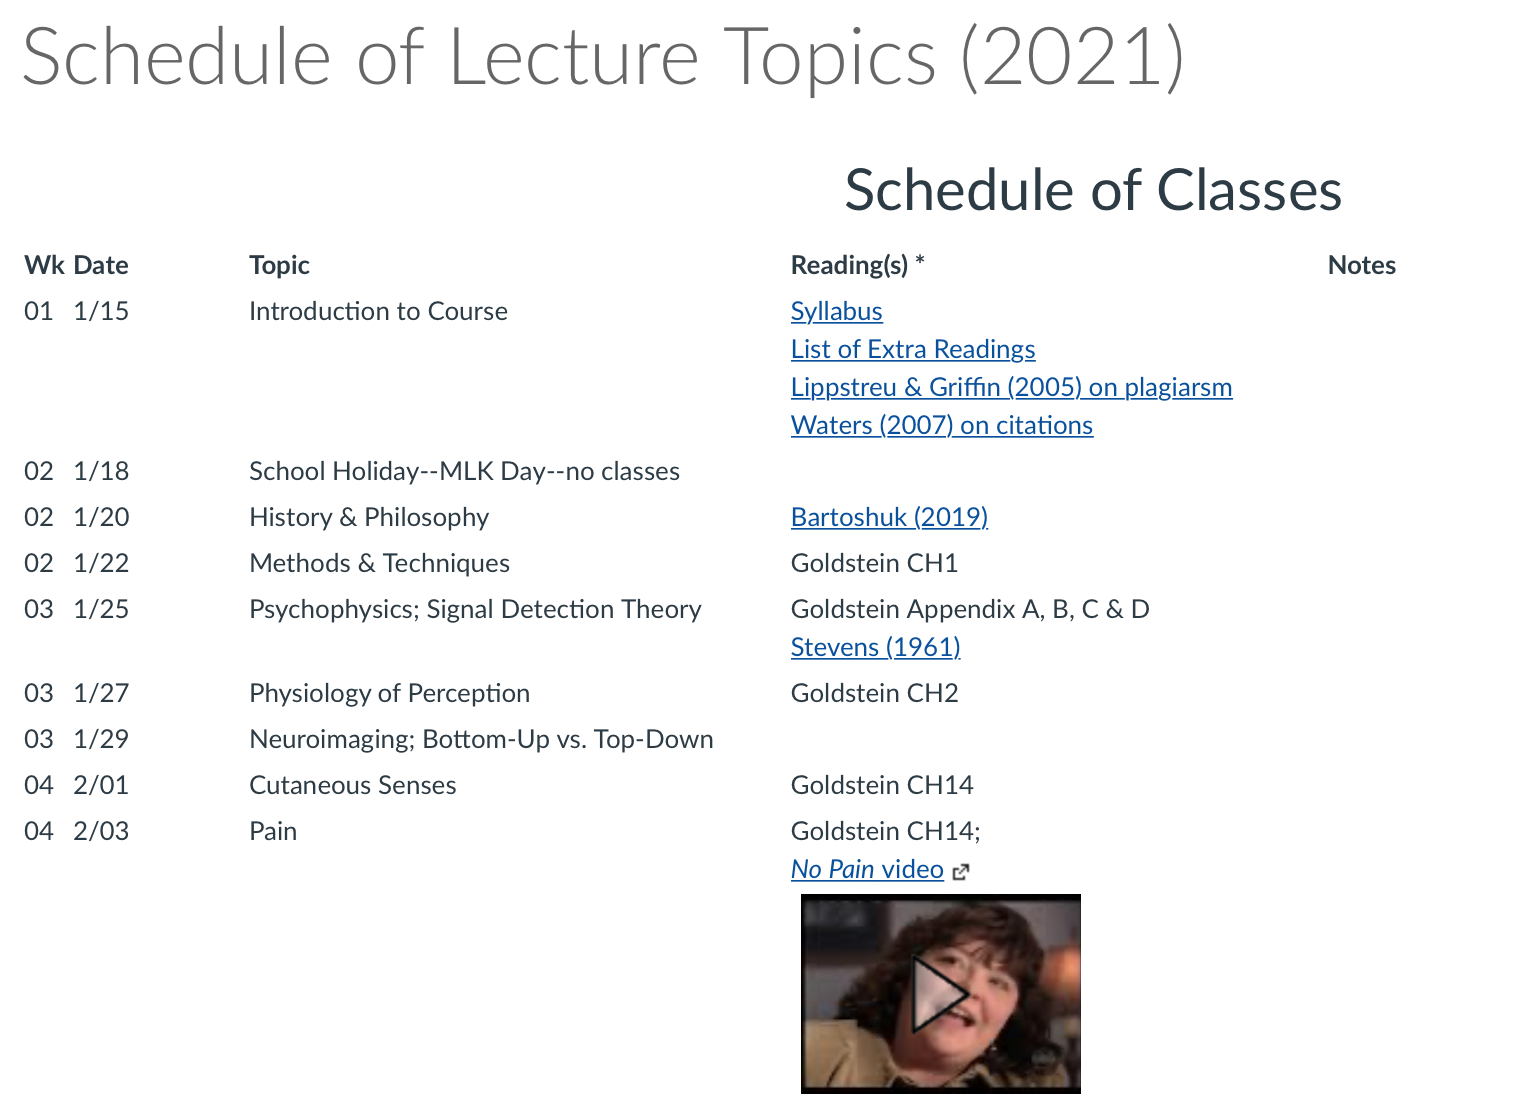 Schedule of Lecture Topics (2021)
Schedule of Classes
Wk Date Topic Reading(s) * Notes
01 1/15 Introduction to Course Syllabus
List of Extra Readings
Lippstreu & Griffin (2005) on plagiarsm
Waters (2007) on citations
02 1/18 School Holiday--MLK Day--no classes
02 1/20 History & Philosophy Bartoshuk (2019)
02 1/22 Methods & Techniques Goldstein CH1
03 1/25 Psychophysics; Signal Detection Theory Goldstein Appendix A, B, C & D
Stevens (1961)
03 1/27 Physiology of Perception Goldstein CH2
03 1/29 Neuroimaging; Bottom-Up vs. Top-Down
04 2/01 Cutaneous Senses Goldstein CH14
04 2/03 Pain Goldstein CH14;
No Pain video